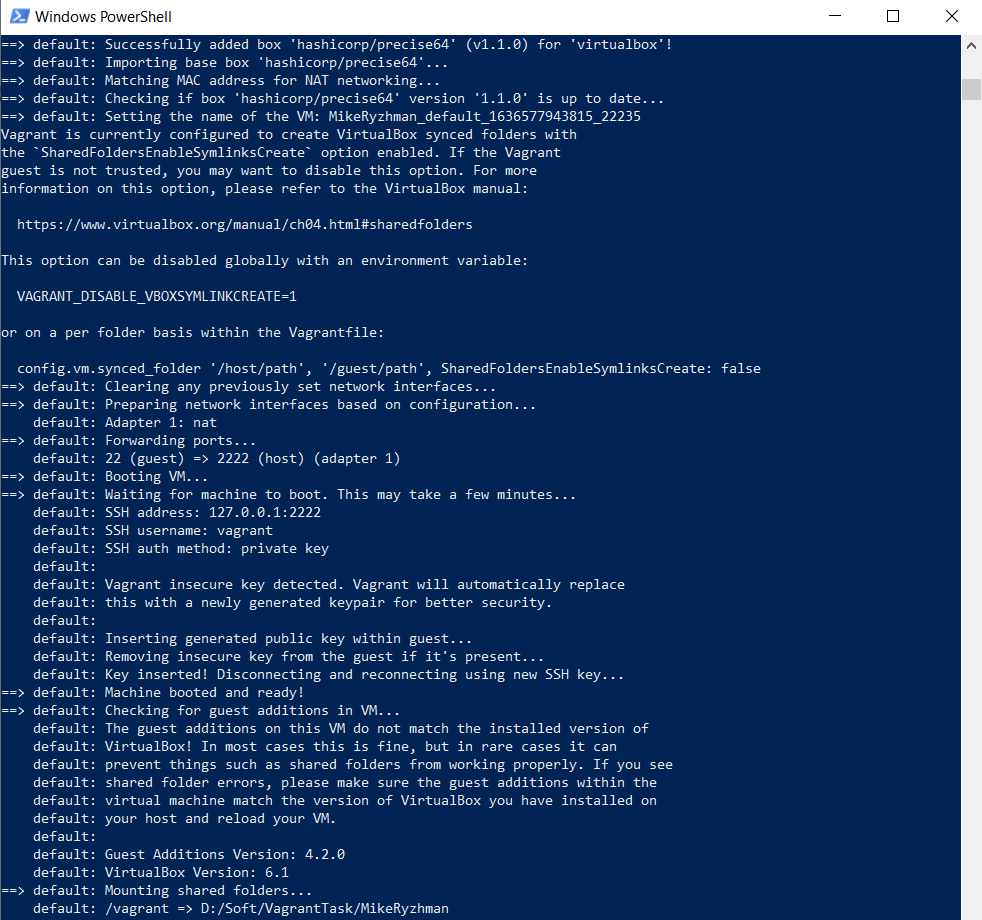 Windows PowerShell
==> default: Successfully added box 'hashicorp/precise64' (v1.1.0) for 'virtualbox'!
==> default: Importing base box 'hashicorp/precise64'...
==> default: Matching MAC address for NAT networking...
==> default: Checking if box 'hashicorp/precise64' version '1.1.0' is up to date...
==> default: Setting the name of the VM: MikeRyzhman_default_1636577943815_22235
Vagrant is currently configured to create VirtualBox synced folders with
the `SharedFoldersEnableSymlinksCreate` option enabled. If the Vagrant
guest is not trusted, you may want to disable this option. For more
information on this option, please refer to the VirtualBox manual:
https://www.virtualbox.org/manual/ch04.html#sharedfolders
This option can be disabled globally with an environment variable:
VAGRANT_DISABLE_VBOXSYMLINKCREATE=1
or on a per folder basis within the Vagrantfile:
config.vm.synced_folder '/host/path', '/guest/path', SharedFoldersEnableSymlinksCreate: false
==> default: Clearing any previously set network interfaces...
==> default: Preparing network interfaces based on configuration...
default: Adapter 1: nat
==> default: Forwarding ports...
default: 22 (guest) => 2222 (host) (adapter 1)
==> default: Booting VM...
==> default: Waiting for machine to boot. This may take a few minutes...
default: SSH address: 127.0.0.1:2222
default: SSH username: vagrant
default: SSH auth method: private key
default:
default: Vagrant insecure key detected. Vagrant will automatically replace
default: this with a newly generated keypair for better security.
default:
default: Inserting generated public key within guest...
default: Removing insecure key from the guest if it's present...
default: Key inserted! Disconnecting and reconnecting using new SSH key...
==> default: Machine booted and ready!
==> default: Checking for guest additions in VM...
default: The guest additions on this VM do not match the installed version of
default: VirtualBox! In most cases this is fine, but in rare cases it can
default: prevent things such as shared folders from working properly. If you see
default: shared folder errors, please make sure the guest additions within the
default: virtual machine match the version of VirtualBox you have installed on
default: your host and reload your VM.
default:
default: Guest Additions Version: 4.2.0
default: VirtualBox Version: 6.1
==> default: Mounting shared folders...
default: /vagrant => D:/Soft/VagrantTask/MikeRyzhman